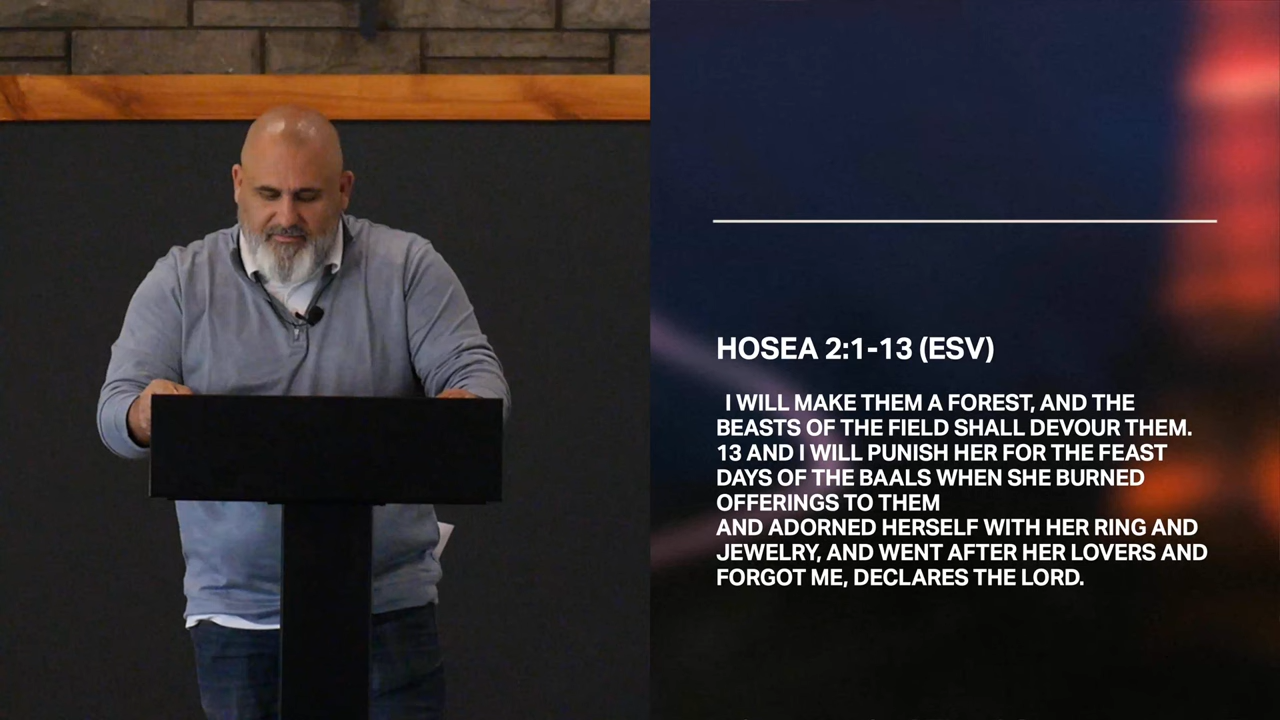 HOSEA 2:1-13 (ESV)
I WILL MAKE THEM A FOREST, AND THE
BEASTS OF THE FIELD SHALL DEVOUR THEM.
13 AND I WILL PUNISH HER FOR THE FEAST
DAYS OF THE BAALS WHEN SHE BURNED
OFFERINGS TO THEM
AND ADORNED HERSELF WITH HER RING AND
JEWELRY, AND WENT AFTER HER LOVERS AND
FORGOT ME, DECLARES THE LORD.